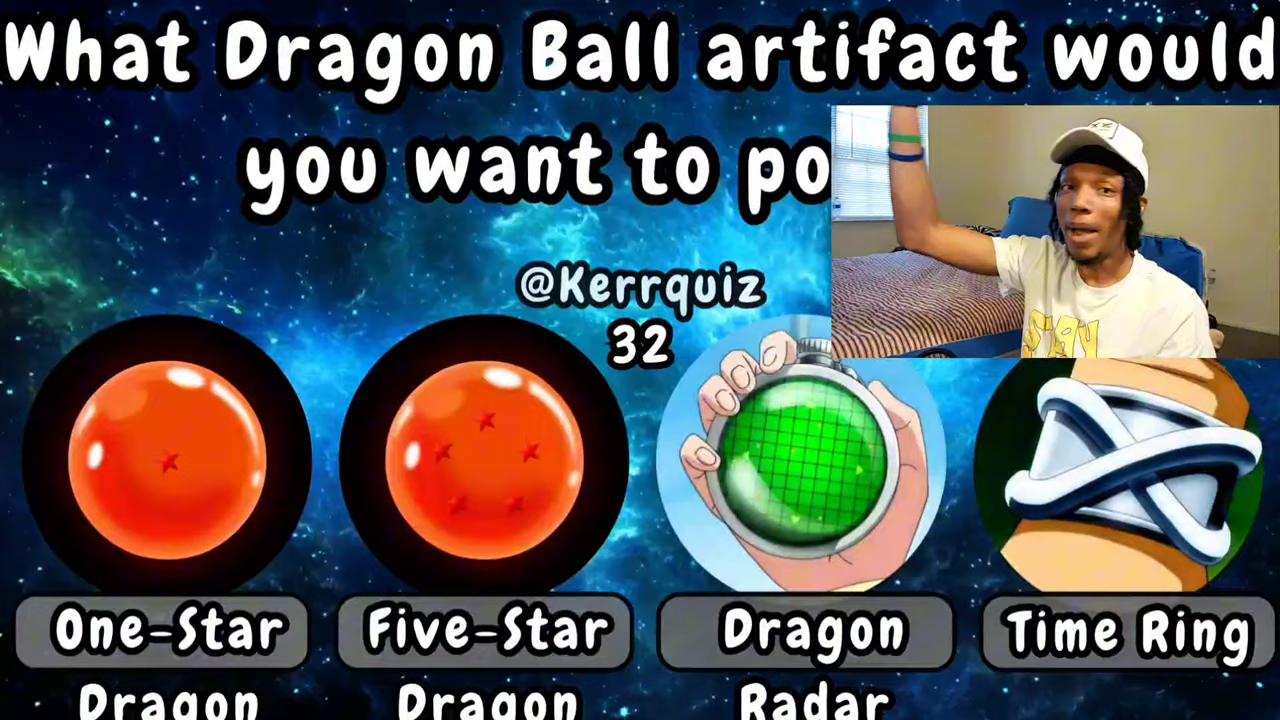 What Dragon Ball artifact would
you want to po
@Kerrquiz
32
One-Star
Five-Star
Dragon
Time Ring
Dragon
Dragon
Radar
STAY